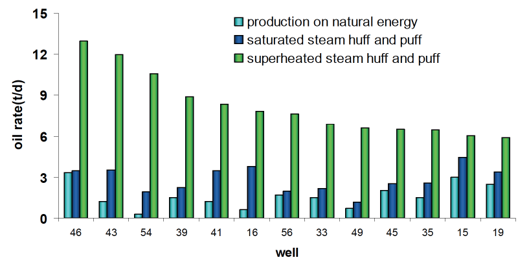 15
production on natural energy
saturated steam huff and puff
12
superheated steam huff and puff
oil rate(t/d)
9
6
3
0
46 43 54 39 41 16 56 33 49 45 35 15 19
well